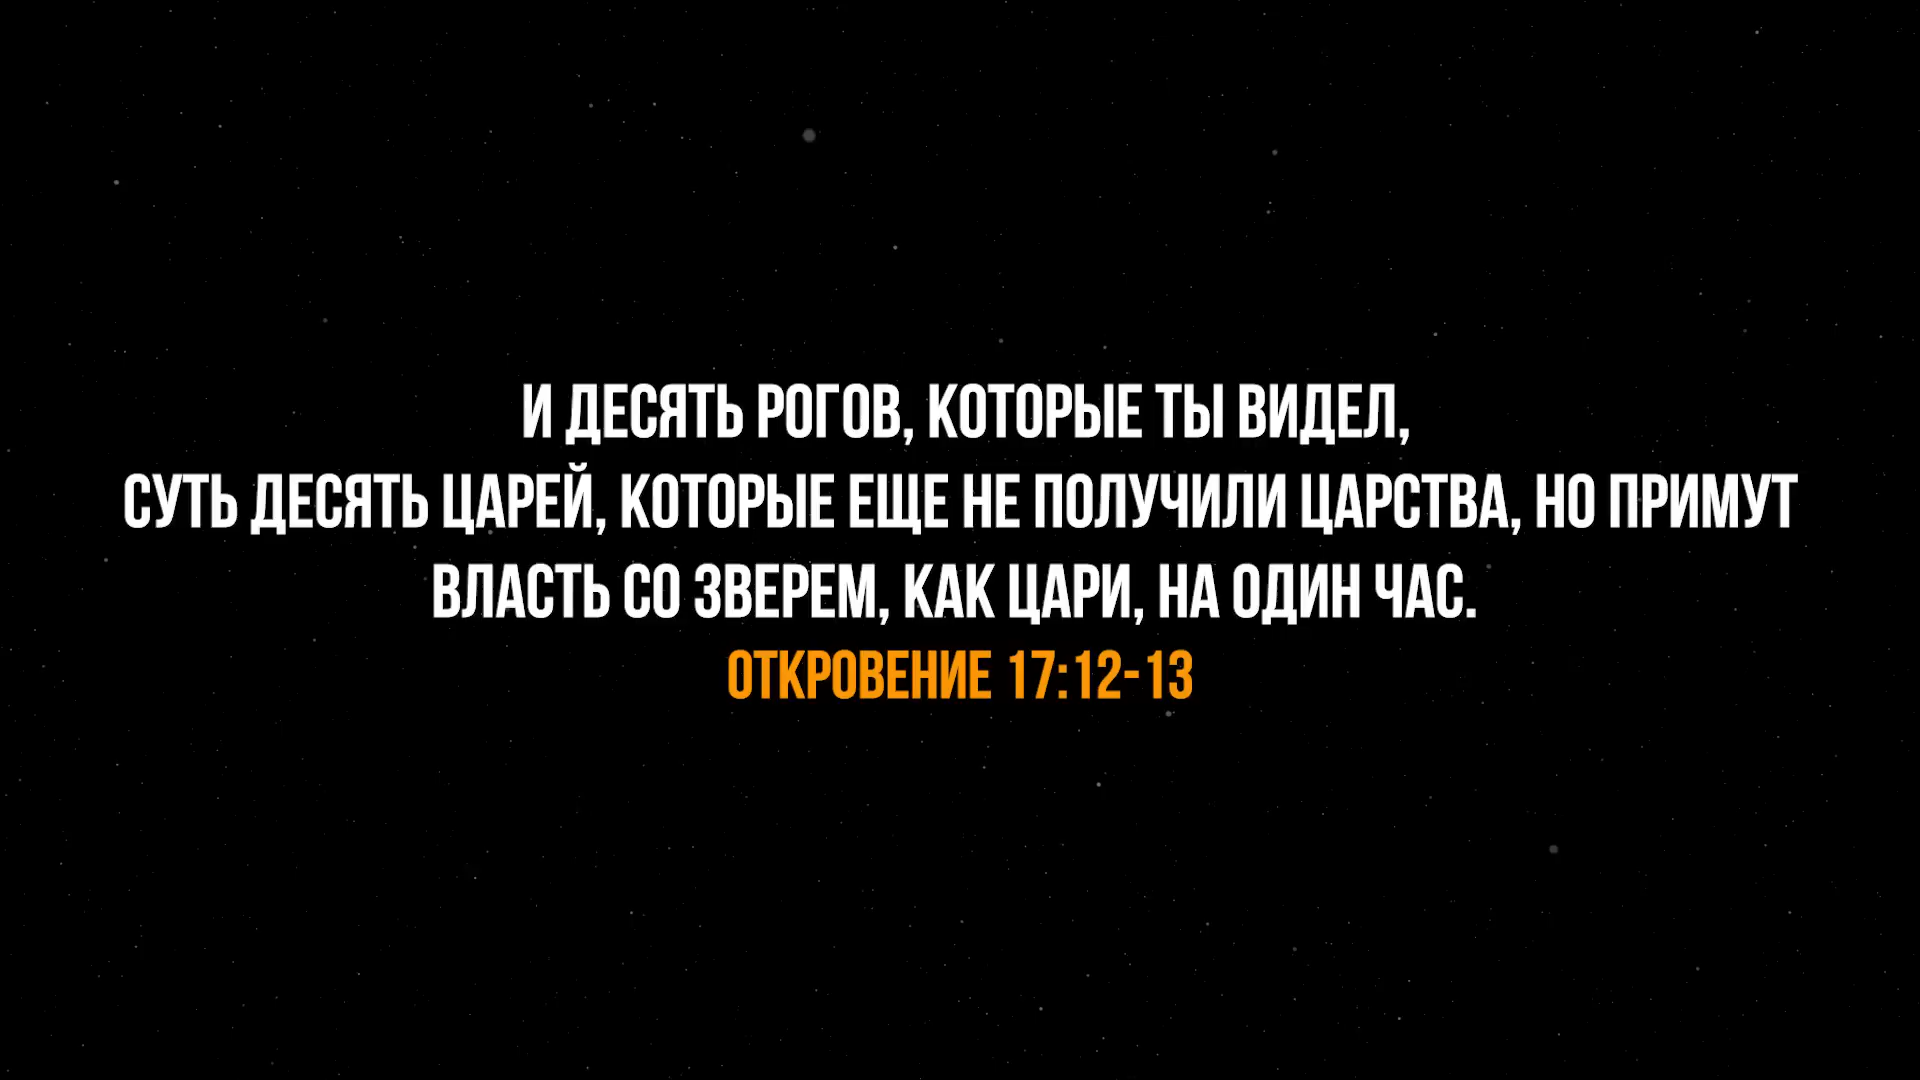 И ДЕСЯТЬ РОГОВ, КОТОРЫЕ ТЫ ВИДЕЛ,
СУТЬ ДЕСЯТЬ ЦАРЕЙ, КОТОРЫЕ ЕЩЕ НЕ ПОЛУЧИЛИ ЦАРСТВА, НО ПРИМУТ
ВЛАСТЬ СО ЗВЕРЕМ, КАК ЦАРИ, НА ОДИН ЧАС.
ОТКРОВЕНИЕ 17:12-13